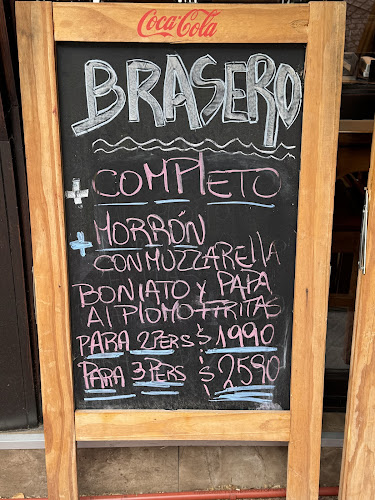 Coca-Cola
BRASERO
+ COMPLETO
+ MORRÓN
CON MUZZARELLA
BONIATO Y PAPA
AL PLOMO + FRITAS
PARA 2 PERS $ 1990
PARA 3 PERS $ 2590